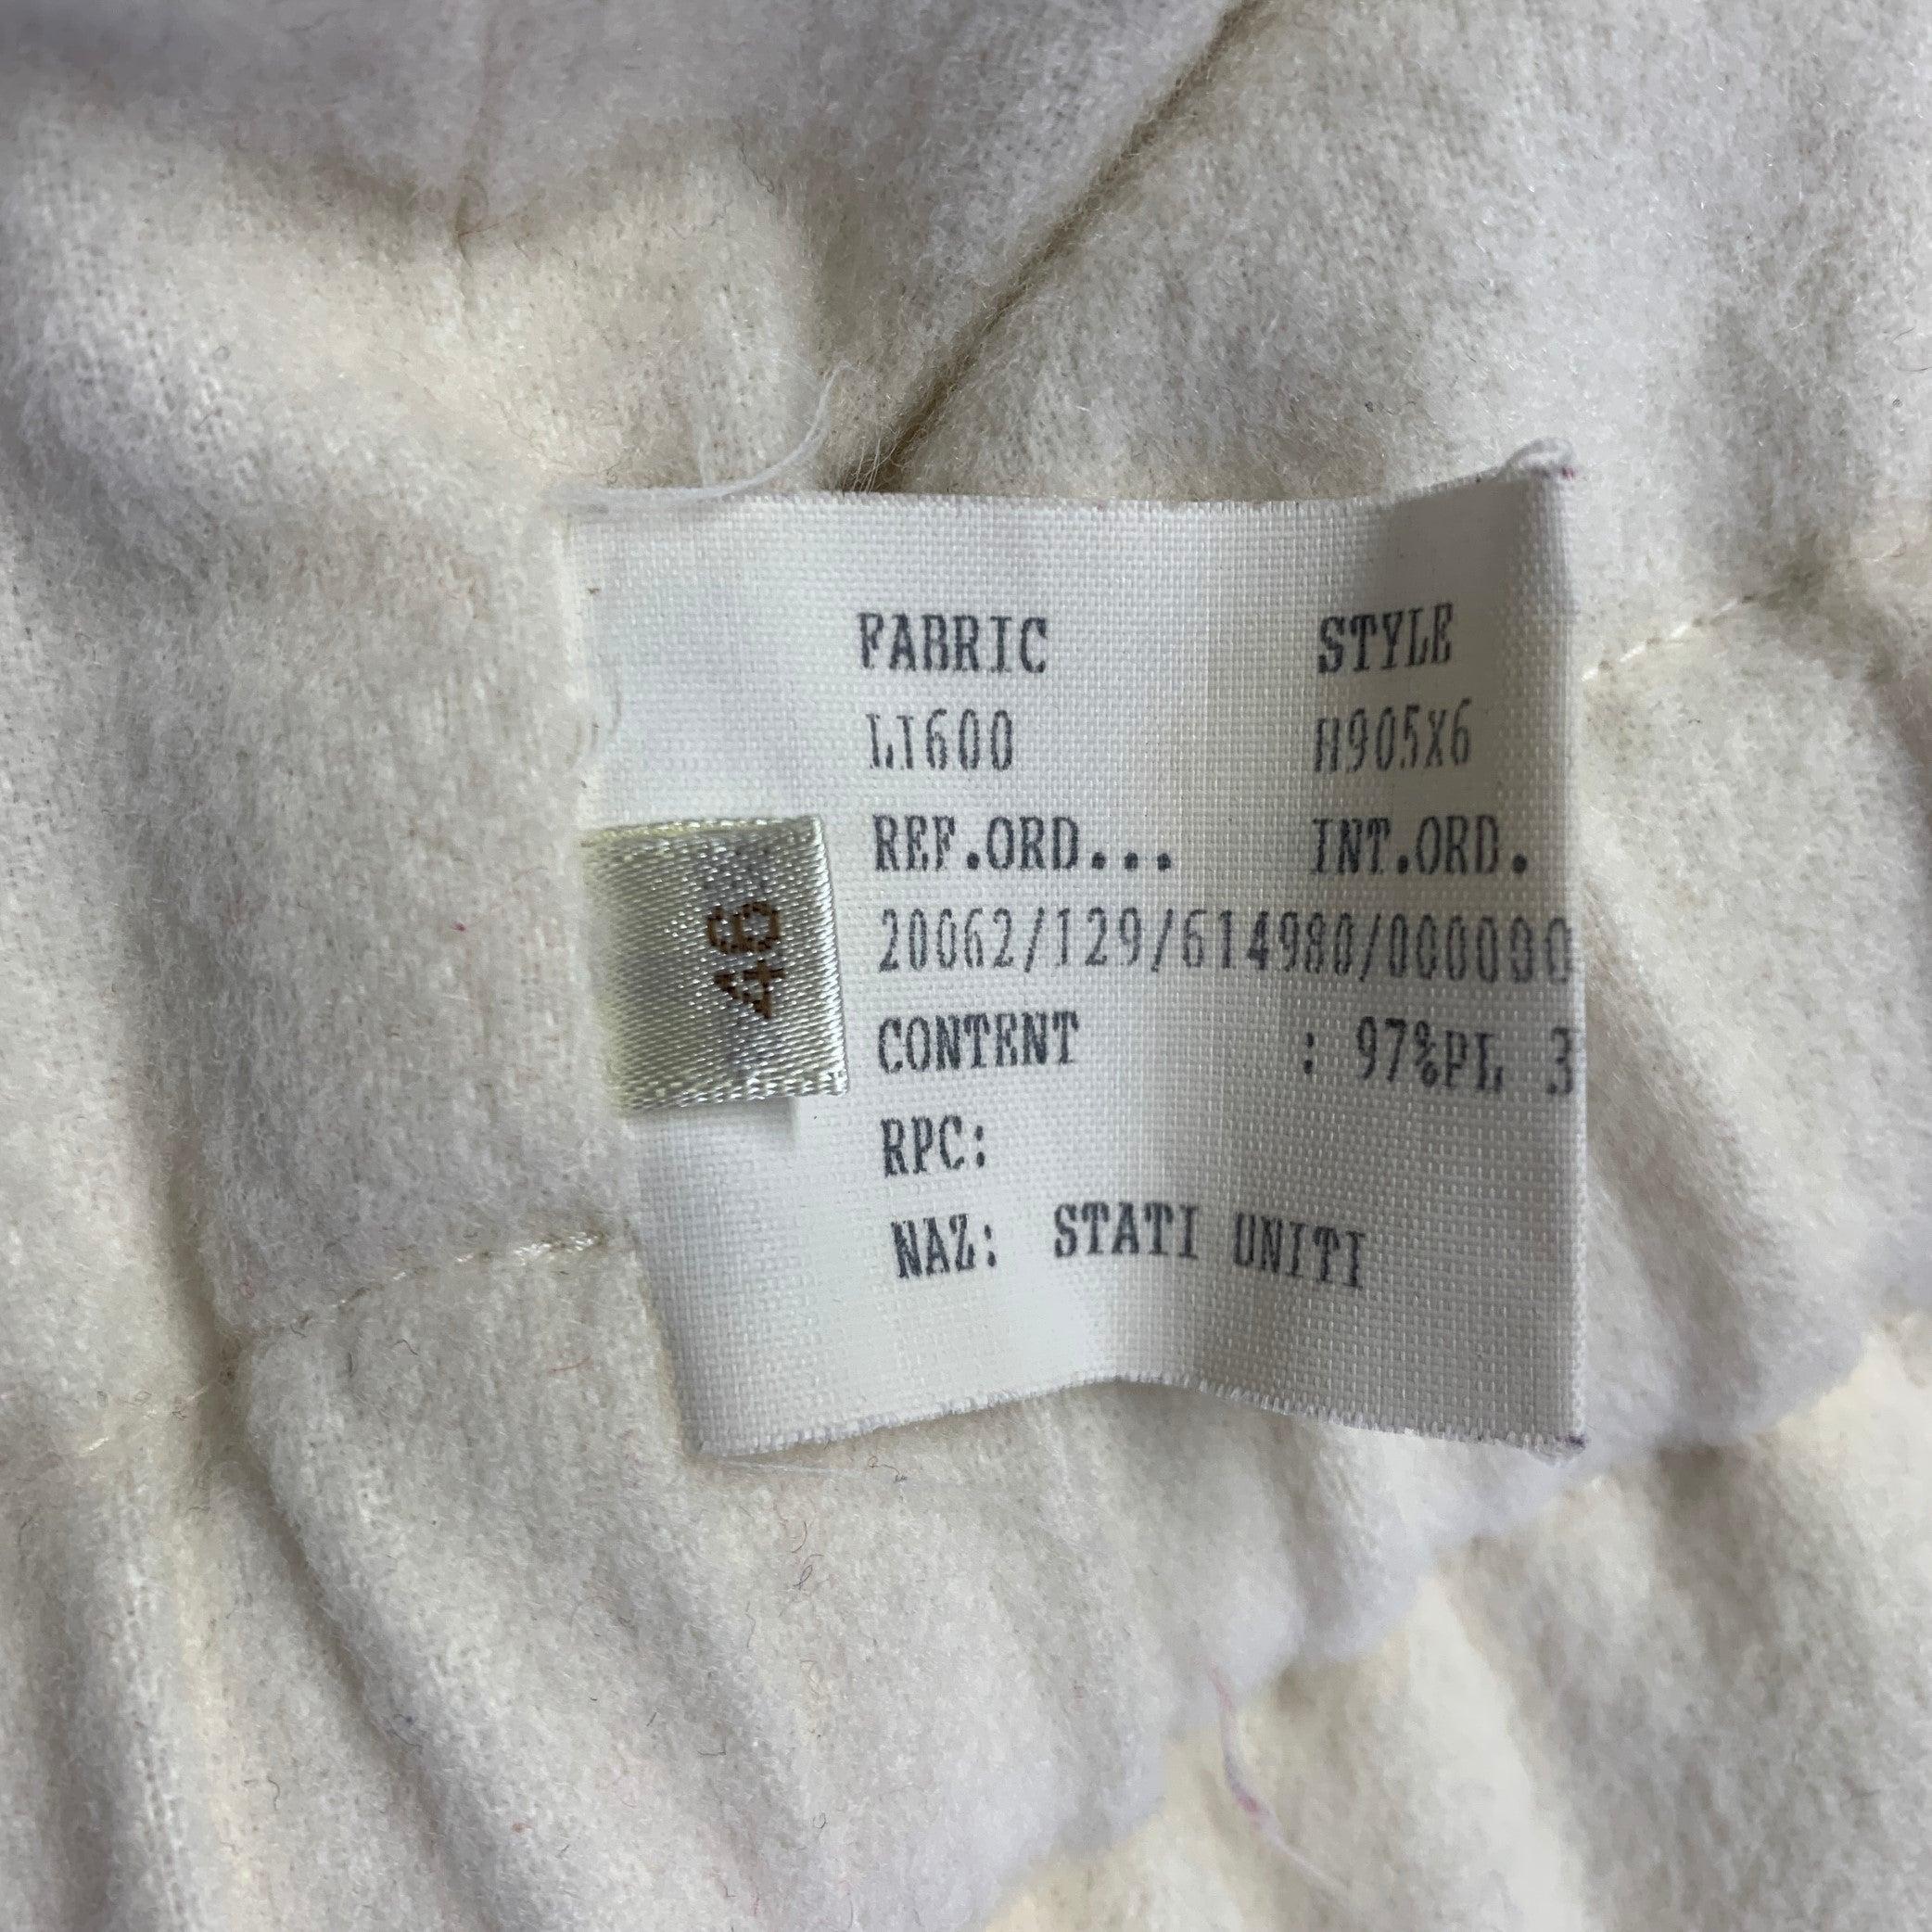 FABRIC STYLE
LI600 H905X6
REF.ORD... INT.ORD.
20062/129/614980/000000
46
CONTENT : 97%PL 3
RPC:
NAZ: STATI UNITI